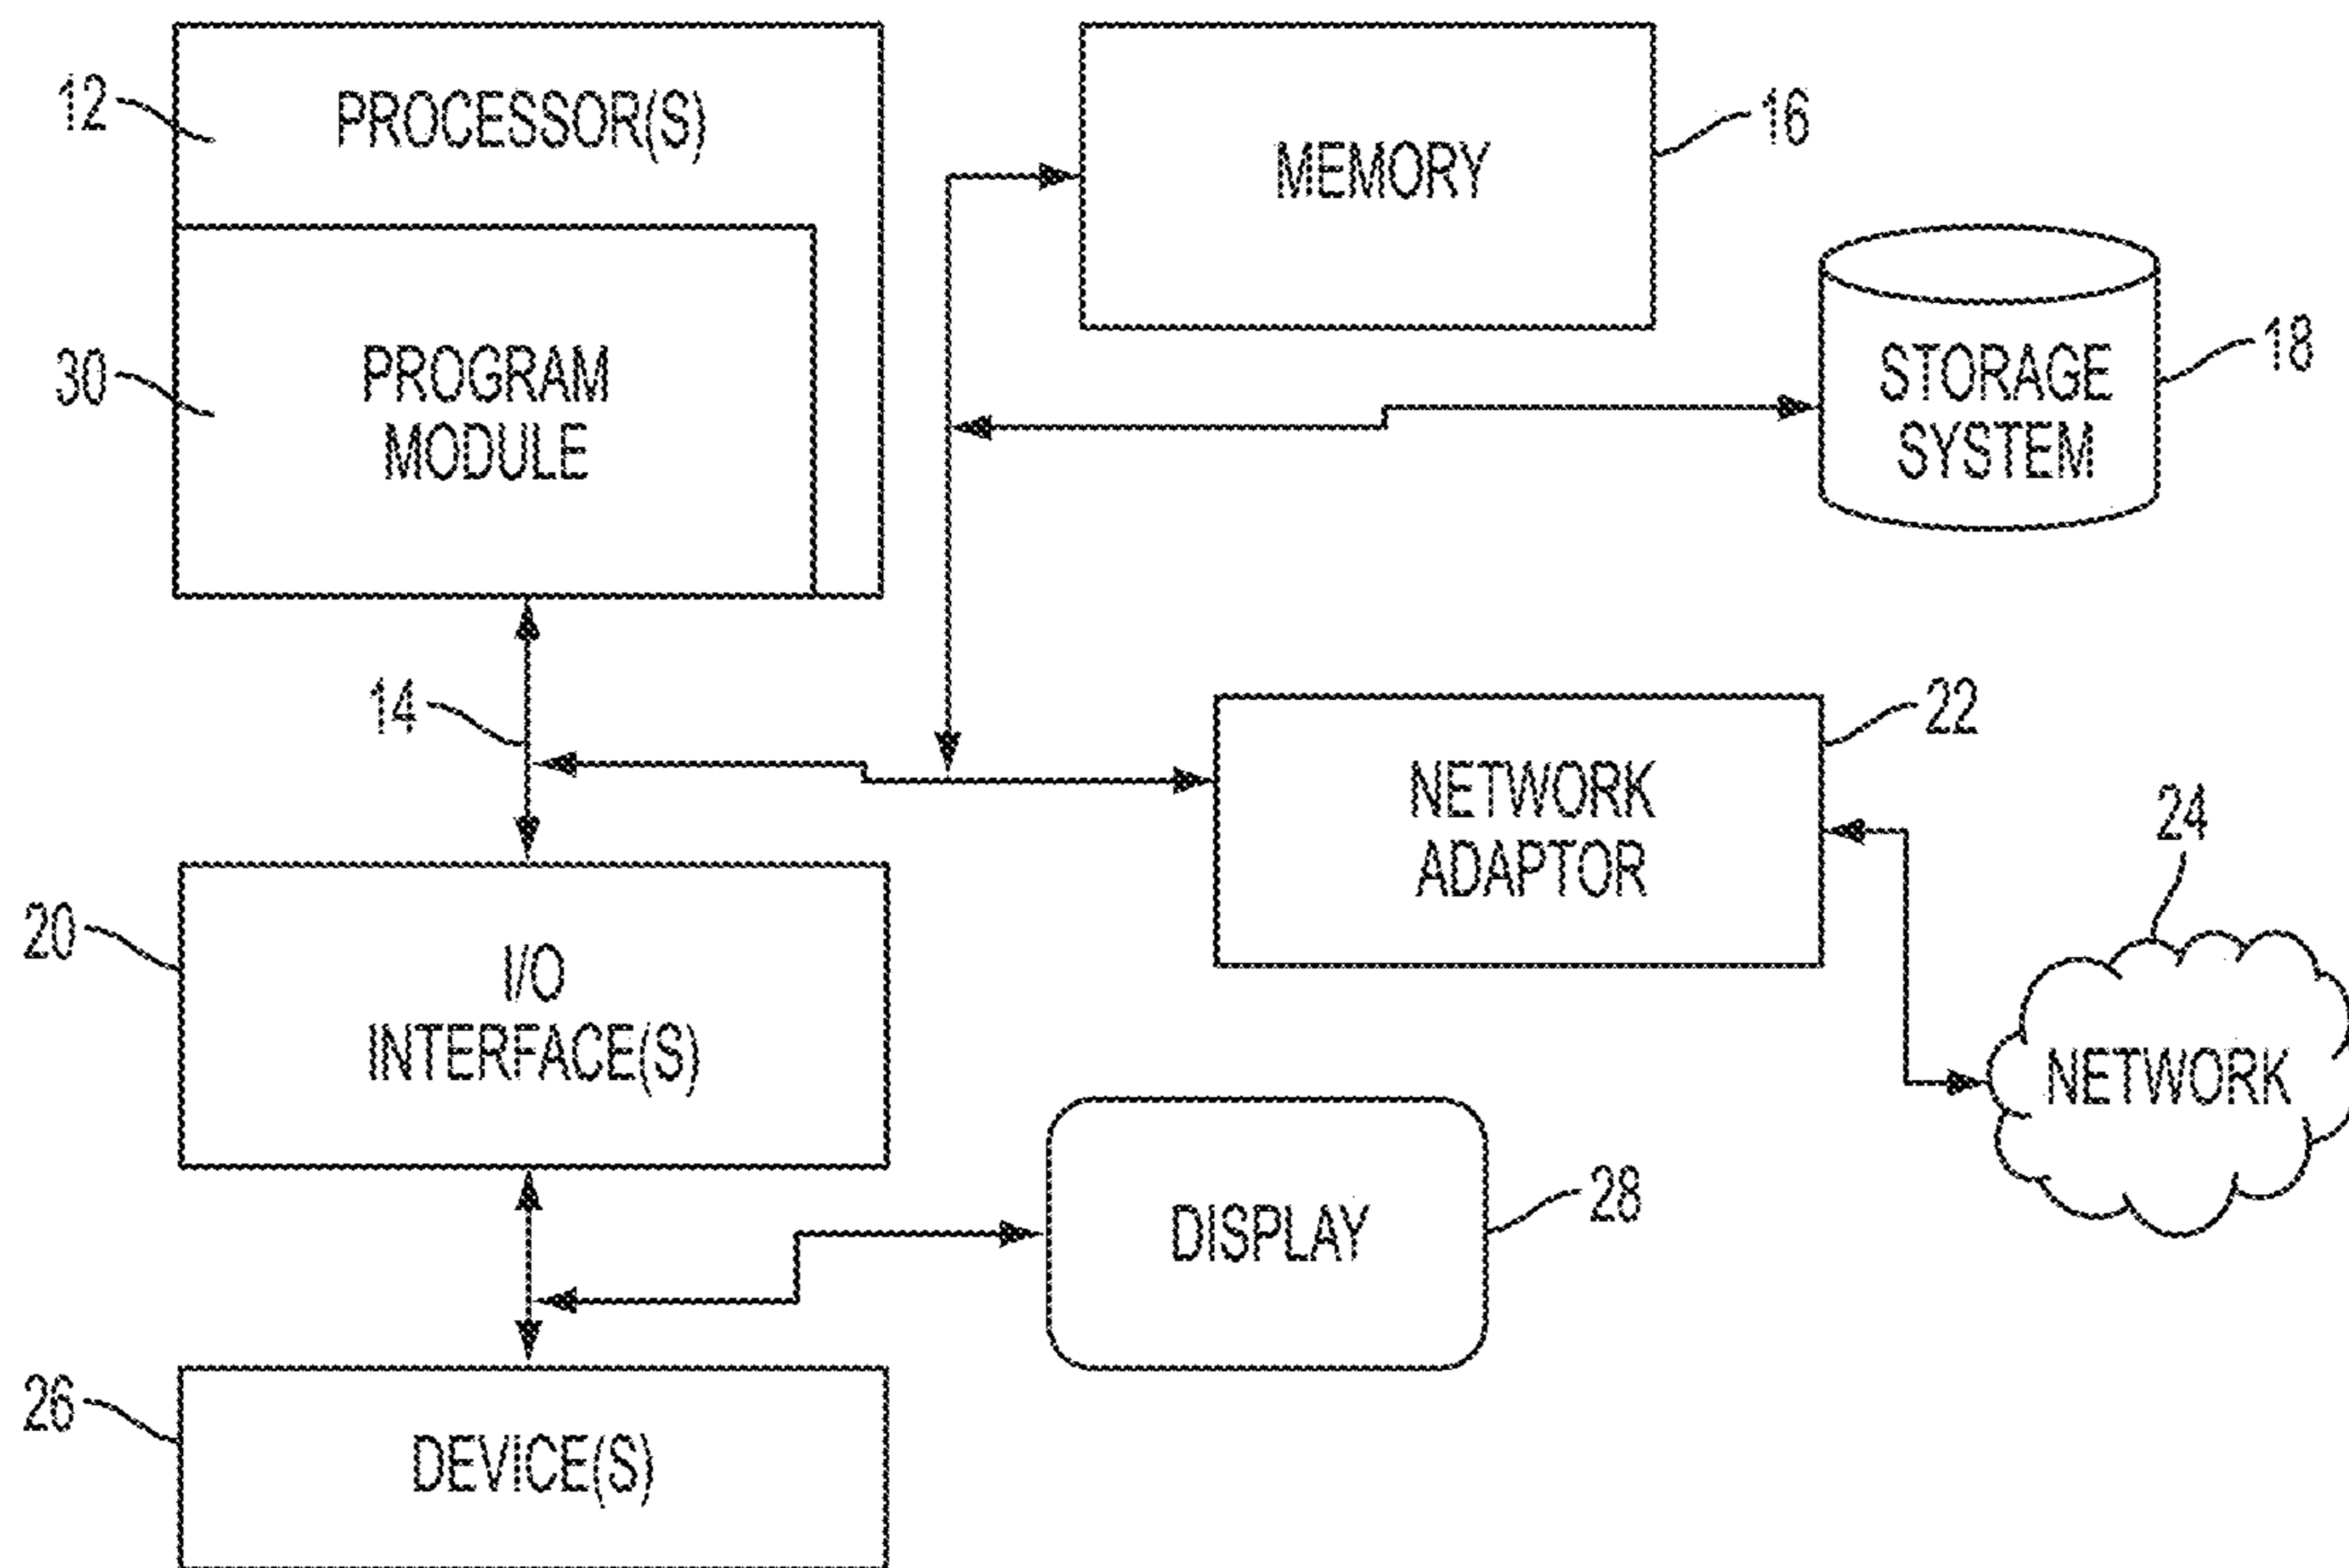 12
PROCESSOR(S)
MEMORY
16
30
PROGRAM
MODULE
STORAGE
SYSTEM
18
14
NETWORK
ADAPTOR
22
24
NETWORK
20
I/O
INTERFACE(S)
DISPLAY
28
26
DEVICE(S)